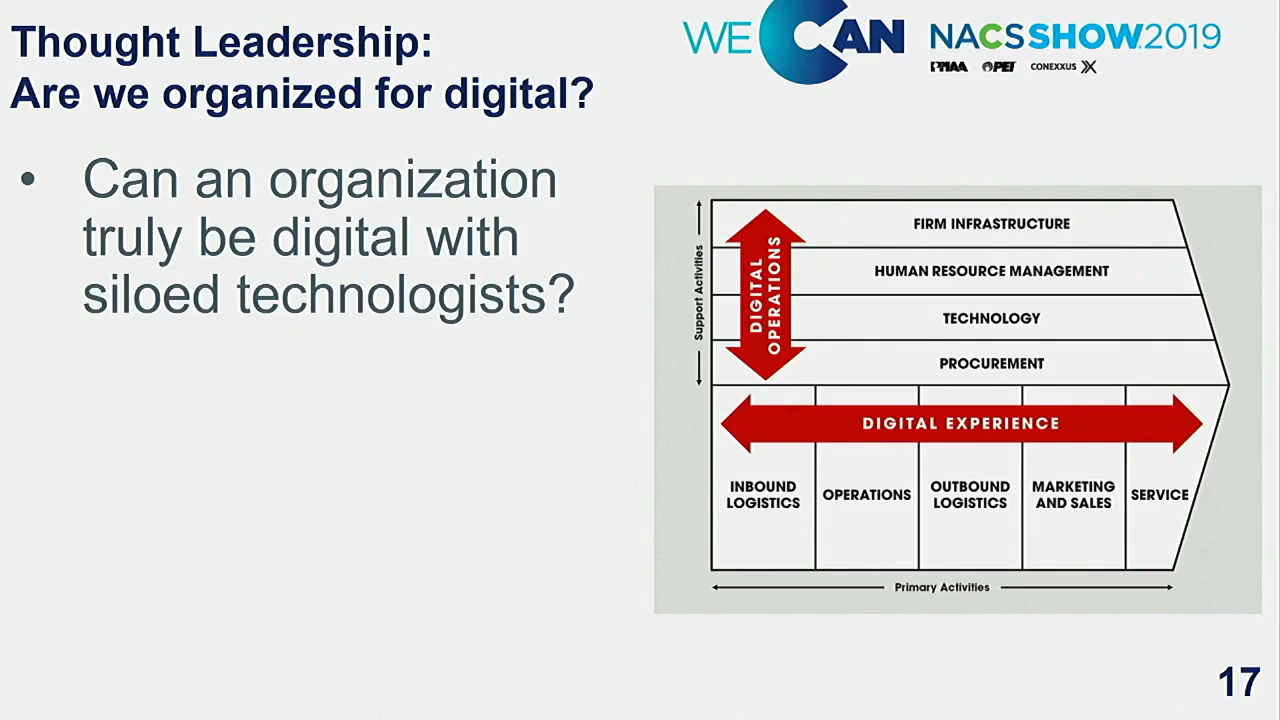 Thought Leadership:
Are we organized for digital?
WE CAN
NACS SHOW 2019
PMAA OPEI CONEXXUS
• Can an organization
truly be digital with
siloed technologists?
Support Activities
DIGITAL
OPERATIONS
FIRM INFRASTRUCTURE
HUMAN RESOURCE MANAGEMENT
TECHNOLOGY
PROCUREMENT
DIGITAL EXPERIENCE
INBOUND
LOGISTICS
OPERATIONS
OUTBOUND
LOGISTICS
MARKETING
AND SALES
SERVICE
Primary Activities
17